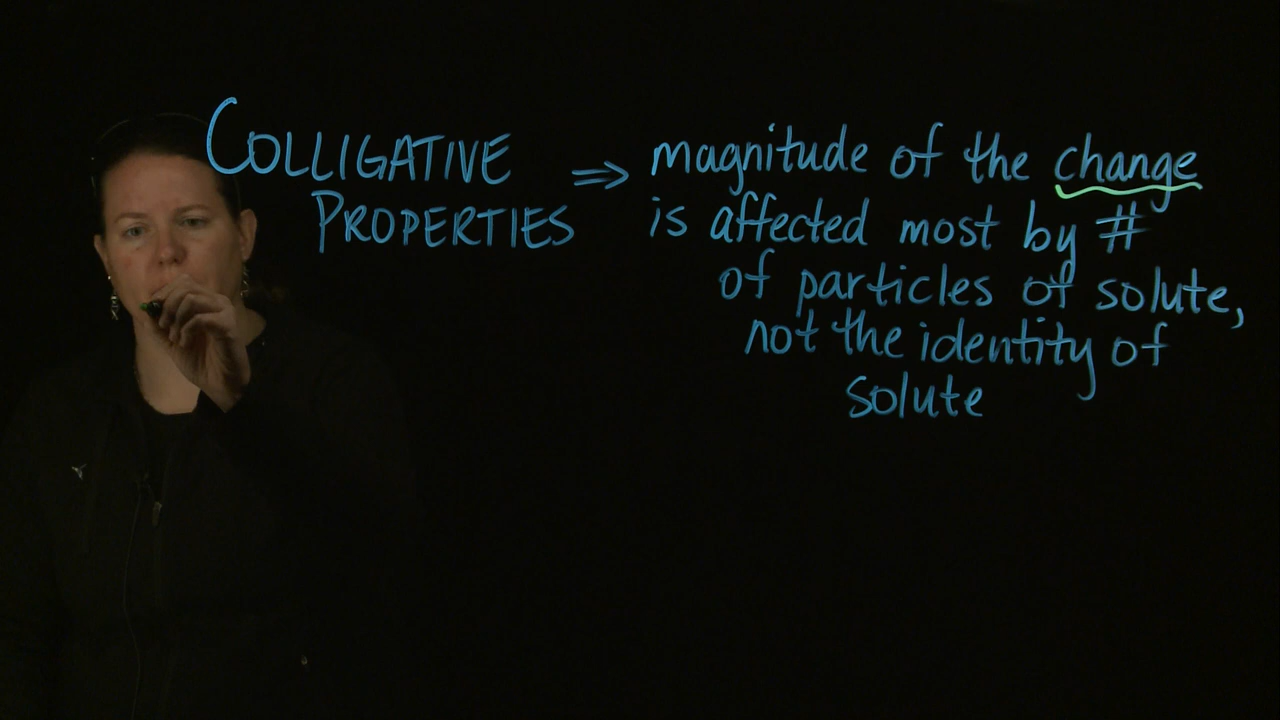 COLLIGATIVE
PROPERTIES
⇒ magnitude of the change
is affected most by #
of particles of solute,
not the identity of
solute